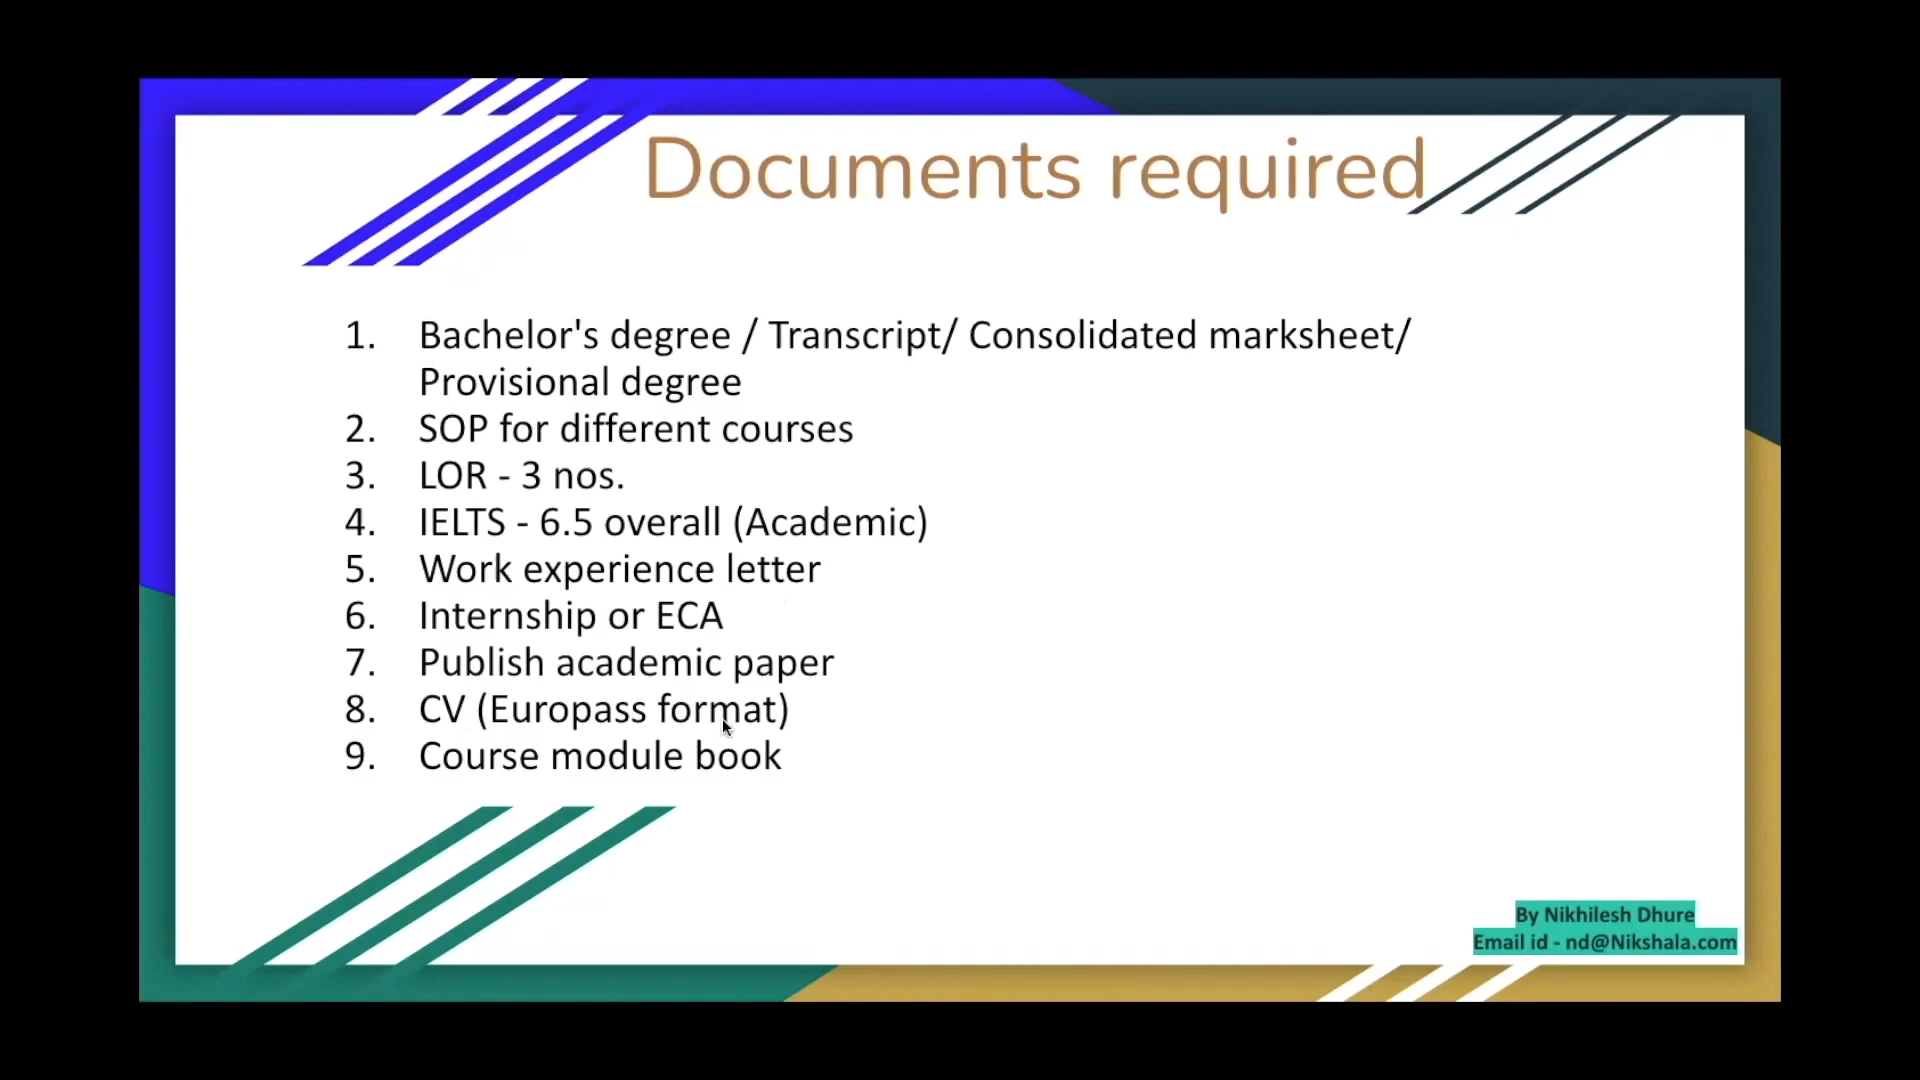 Documents required
1. Bachelor's degree / Transcript/ Consolidated marksheet/
Provisional degree
2. SOP for different courses
3. LOR - 3 nos.
4. IELTS - 6.5 overall (Academic)
5. Work experience letter
6. Internship or ECA
7. Publish academic paper
8. CV (Europass format)
9. Course module book
By Nikhilesh Dhure
Email id - nd@Nikshala.com